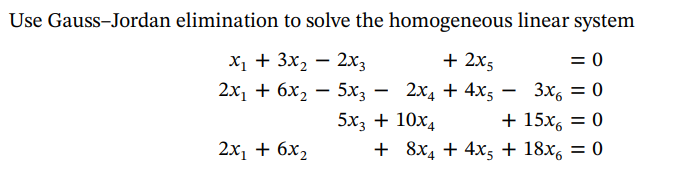 Use Gauss–Jordan elimination to solve the homogeneous linear system
x₁ + 3x₂ − 2x₃ + 2x₅ = 0
2x₁ + 6x₂ − 5x₃ − 2x₄ + 4x₅ − 3x₆ = 0
5x₃ + 10x₄ + 15x₆ = 0
2x₁ + 6x₂ + 8x₄ + 4x₅ + 18x₆ = 0